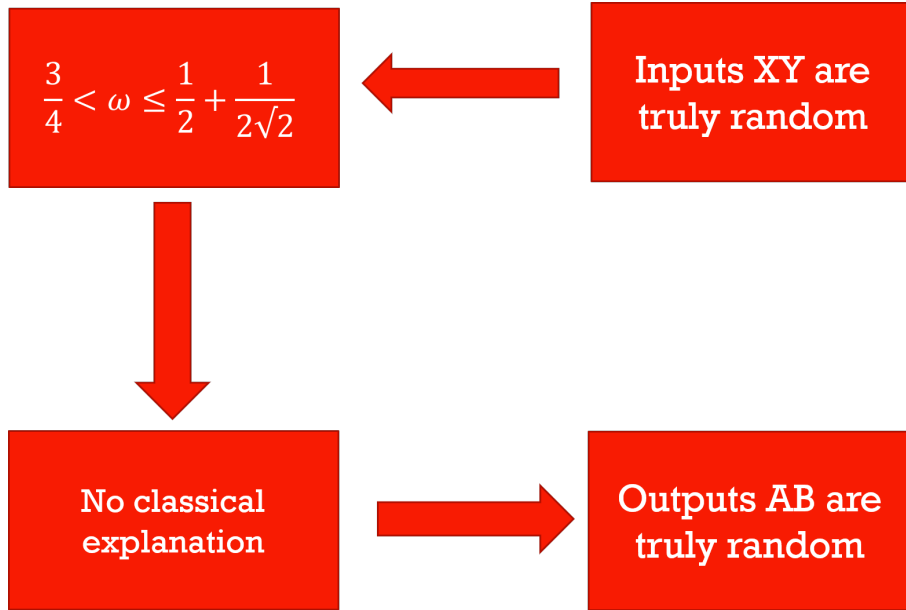 3/4 < ω ≤ 1/2 + 1/(2√2)
Inputs XY are
truly random
No classical
explanation
Outputs AB are
truly random